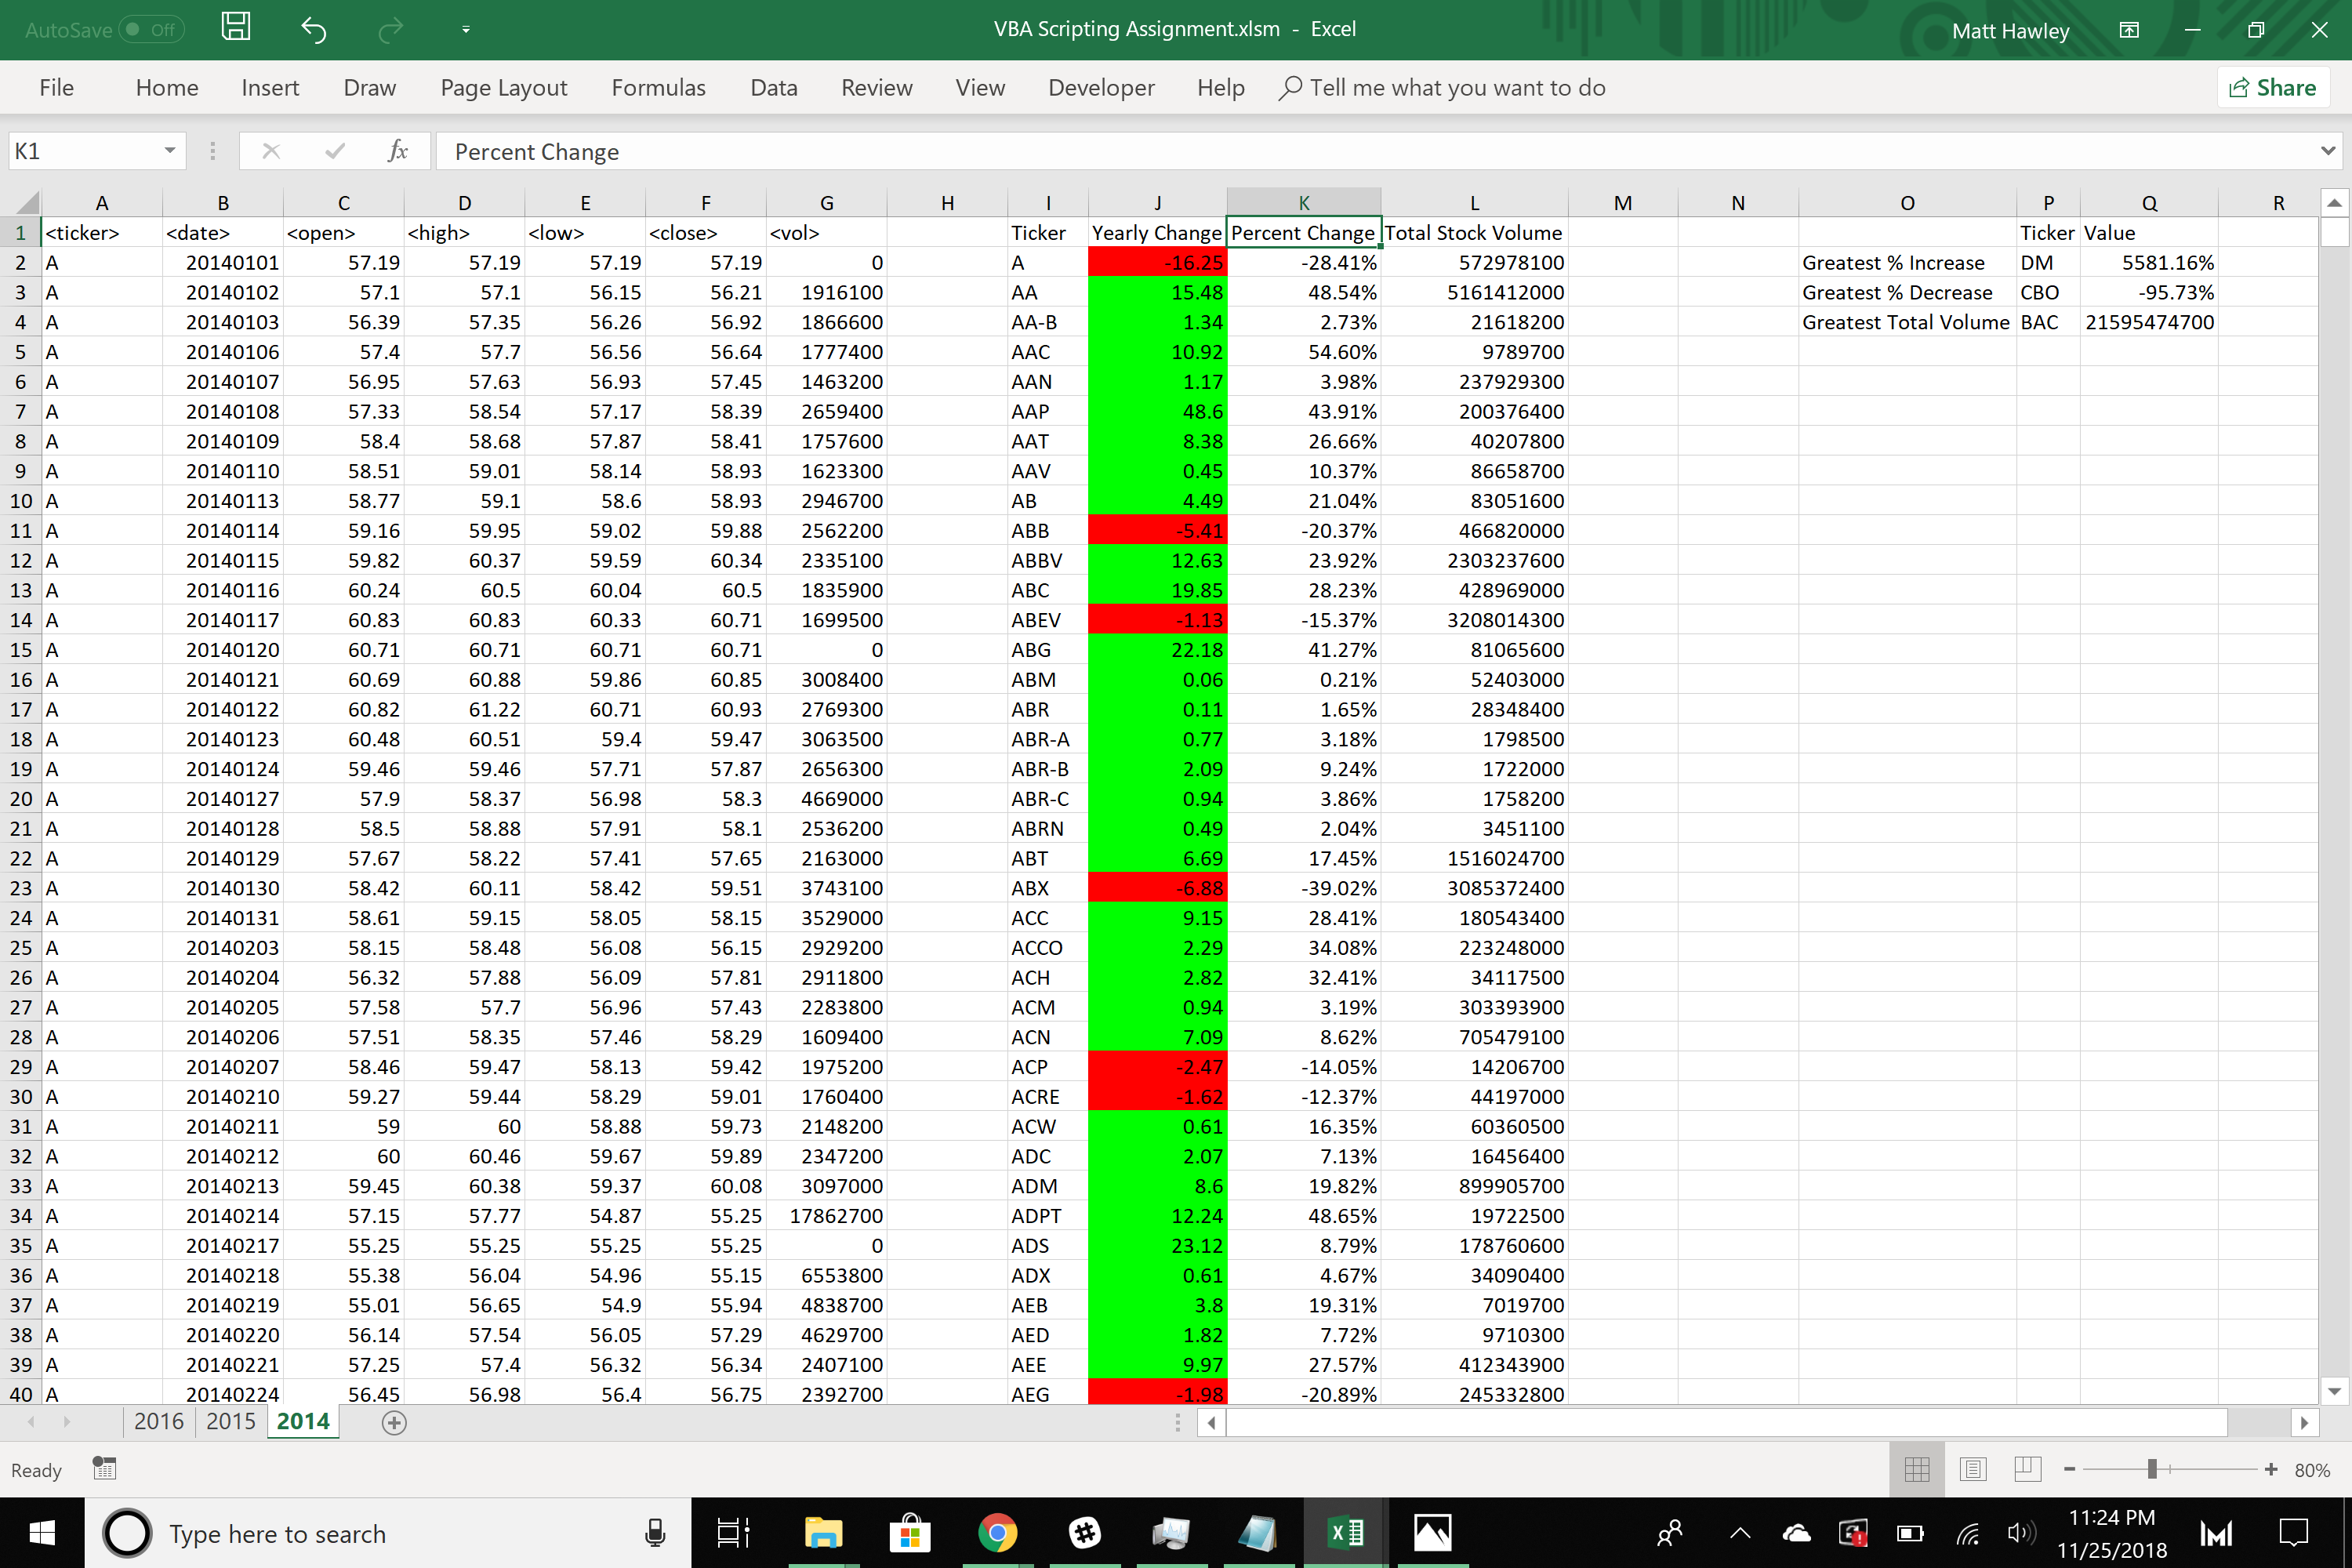 AutoSave Off VBA Scripting Assignment.xlsm - Excel Matt Hawley
File Home Insert Draw Page Layout Formulas Data Review View Developer Help Tell me what you want to do Share
K1 fx Percent Change
A B C D E F G H I J K L M N O P Q R
1 <ticker> <date> <open> <high> <low> <close> <vol> Ticker Yearly Change Percent Change Total Stock Volume Ticker Value
2 A 20140101 57.19 57.19 57.19 57.19 0 A -16.25 -28.41% 572978100 Greatest % Increase DM 5581.16%
3 A 20140102 57.1 57.1 56.15 56.21 1916100 AA 15.48 48.54% 5161412000 Greatest % Decrease CBO -95.73%
4 A 20140103 56.39 57.35 56.26 56.92 1866600 AA-B 1.34 2.73% 21618200 Greatest Total Volume BAC 21595474700
5 A 20140106 57.4 57.7 56.56 56.64 1777400 AAC 10.92 54.60% 9789700
6 A 20140107 56.95 57.63 56.93 57.45 1463200 AAN 1.17 3.98% 237929300
7 A 20140108 57.33 58.54 57.17 58.39 2659400 AAP 48.6 43.91% 200376400
8 A 20140109 58.4 58.68 57.87 58.41 1757600 AAT 8.38 26.66% 40207800
9 A 20140110 58.51 59.01 58.14 58.93 1623300 AAV 0.45 10.37% 86658700
10 A 20140113 58.77 59.1 58.6 58.93 2946700 AB 4.49 21.04% 83051600
11 A 20140114 59.16 59.95 59.02 59.88 2562200 ABB -5.41 -20.37% 466820000
12 A 20140115 59.82 60.37 59.59 60.34 2335100 ABBV 12.63 23.92% 2303237600
13 A 20140116 60.24 60.5 60.04 60.5 1835900 ABC 19.85 28.23% 428969000
14 A 20140117 60.83 60.83 60.33 60.71 1699500 ABEV -1.13 -15.37% 3208014300
15 A 20140120 60.71 60.71 60.71 60.71 0 ABG 22.18 41.27% 81065600
16 A 20140121 60.69 60.88 59.86 60.85 3008400 ABM 0.06 0.21% 52403000
17 A 20140122 60.82 61.22 60.71 60.93 2769300 ABR 0.11 1.65% 28348400
18 A 20140123 60.48 60.51 59.4 59.47 3063500 ABR-A 0.77 3.18% 1798500
19 A 20140124 59.46 59.46 57.71 57.87 2656300 ABR-B 2.09 9.24% 1722000
20 A 20140127 57.9 58.37 56.98 58.3 4669000 ABR-C 0.94 3.86% 1758200
21 A 20140128 58.5 58.88 57.91 58.1 2536200 ABRN 0.49 2.04% 3451100
22 A 20140129 57.67 58.22 57.41 57.65 2163000 ABT 6.69 17.45% 1516024700
23 A 20140130 58.42 60.11 58.42 59.51 3743100 ABX -6.88 -39.02% 3085372400
24 A 20140131 58.61 59.15 58.05 58.15 3529000 ACC 9.15 28.41% 180543400
25 A 20140203 58.15 58.48 56.08 56.15 2929200 ACCO 2.29 34.08% 223248000
26 A 20140204 56.32 57.88 56.09 57.81 2911800 ACH 2.82 32.41% 34117500
27 A 20140205 57.58 57.7 56.96 57.43 2283800 ACM 0.94 3.19% 303393900
28 A 20140206 57.51 58.35 57.46 58.29 1609400 ACN 7.09 8.62% 705479100
29 A 20140207 58.46 59.47 58.13 59.42 1975200 ACP -2.47 -14.05% 14206700
30 A 20140210 59.27 59.44 58.29 59.01 1760400 ACRE -1.62 -12.37% 44197000
31 A 20140211 59 60 58.88 59.73 2148200 ACW 0.61 16.35% 60360500
32 A 20140212 60 60.46 59.67 59.89 2347200 ADC 2.07 7.13% 16456400
33 A 20140213 59.45 60.38 59.37 60.08 3097000 ADM 8.6 19.82% 899905700
34 A 20140214 57.15 57.77 54.87 55.25 17862700 ADPT 12.24 48.65% 19722500
35 A 20140217 55.25 55.25 55.25 55.25 0 ADS 23.12 8.79% 178760600
36 A 20140218 55.38 56.04 54.96 55.15 6553800 ADX 0.61 4.67% 34090400
37 A 20140219 55.01 56.65 54.9 55.94 4838700 AEB 3.8 19.31% 7019700
38 A 20140220 56.14 57.54 56.05 57.29 4629700 AED 1.82 7.72% 9710300
39 A 20140221 57.25 57.4 56.32 56.34 2407100 AEE 9.97 27.57% 412343900
40 A 20140224 56.45 56.98 56.4 56.75 2392700 AEG -1.98 -20.89% 245332800
2016 2015 2014
Ready 80%
Type here to search 11:24 PM
11/25/2018